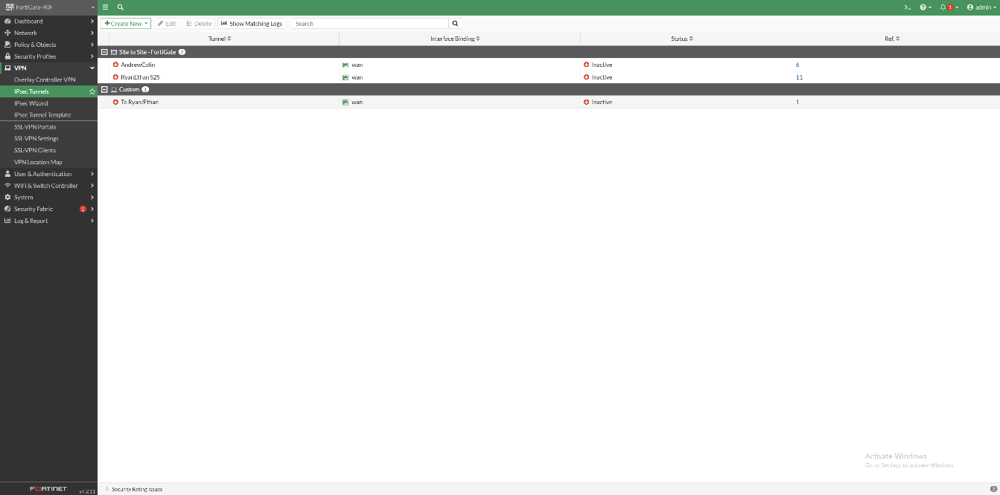 FortiGate-40F
1
admin
Dashboard
Network
Policy & Objects
Security Profiles
VPN
Overlay Controller VPN
IPsec Tunnels
IPsec Wizard
IPsec Tunnel Template
SSL-VPN Portals
SSL-VPN Settings
SSL-VPN Clients
VPN Location Map
User & Authentication
WiFi & Switch Controller
System
Security Fabric 1
Log & Report
FORTINET v7.2.11
Create New Edit Delete Show Matching Logs Search
Tunnel Interface Binding Status Ref.
Site to Site - FortiGate 2
AndrewColin wan Inactive 6
RyanEthan S2S wan Inactive 11
Custom 1
To Ryan/Ethan wan Inactive 1
Activate Windows
Go to Settings to activate Windows.
0 Security Rating Issues 3